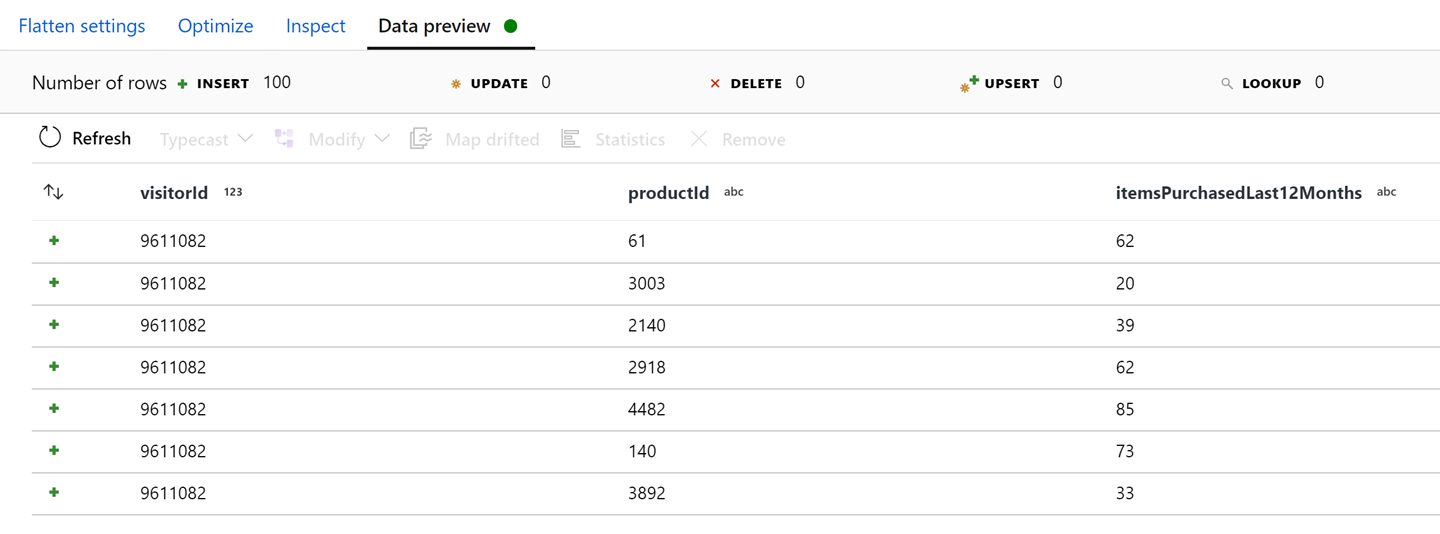 Flatten settings Optimize Inspect Data preview
Number of rows INSERT 100 UPDATE 0 DELETE 0 UPSERT 0 LOOKUP 0
Refresh Typecast Modify Map drifted Statistics Remove
visitorId 123 productId abc itemsPurchasedLast12Months abc
9611082 61 62
9611082 3003 20
9611082 2140 39
9611082 2918 62
9611082 4482 85
9611082 140 73
9611082 3892 33